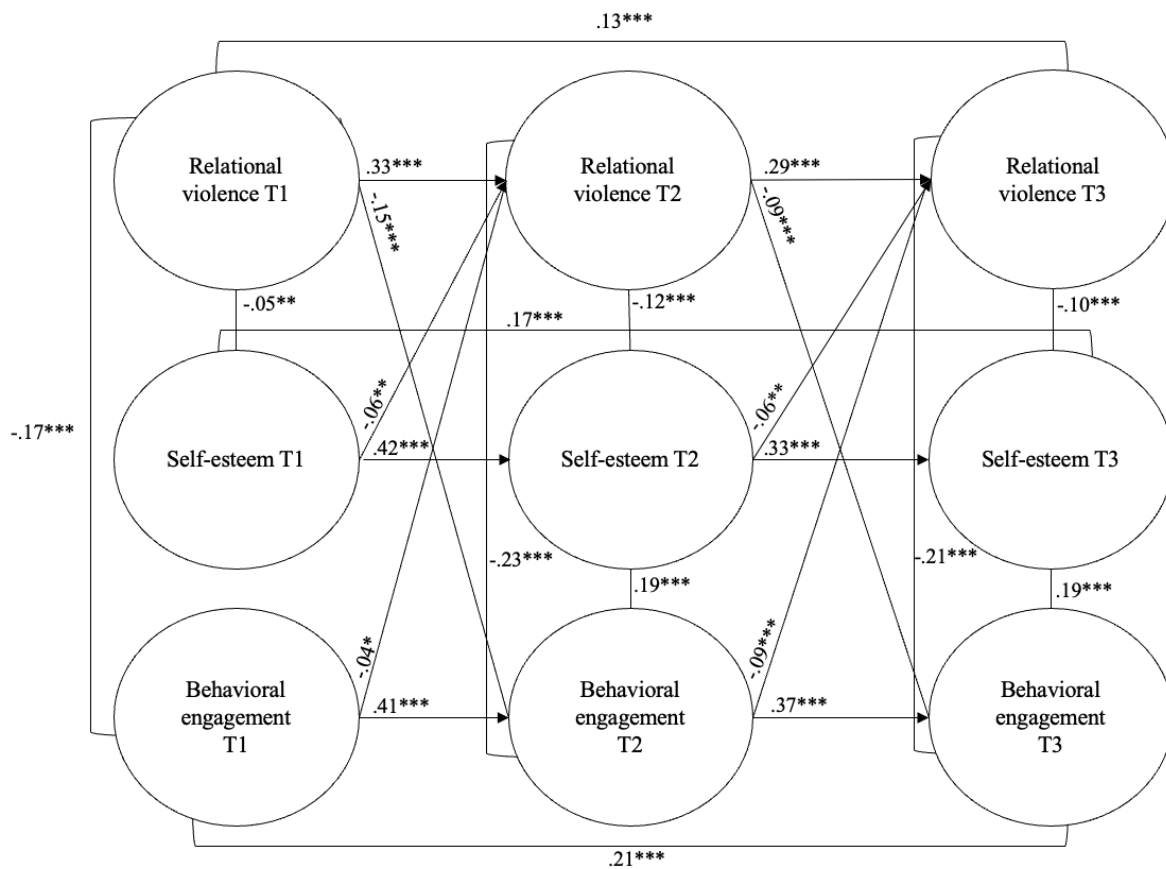 .13***
Relational
violence T1
.33***
Relational
violence T2
.29***
Relational
violence T3
-.15***
-.09***
-.05**
-.12***
-.10***
.17***
-.06**
-.06**
-.17***
Self-esteem T1
.42***
Self-esteem T2
.33***
Self-esteem T3
-.23***
-.21***
.19***
.19***
-.04*
-.09***
Behavioral
engagement
T1
.41***
Behavioral
engagement
T2
.37***
Behavioral
engagement
T3
.21***